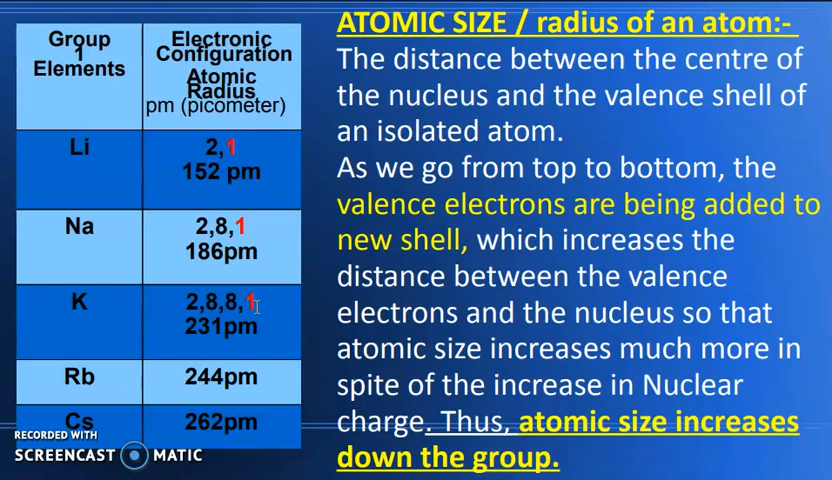 Group
1
Elements
Electronic
Configuration
Atomic
Radius
pm (picometer)
Li
2,1
152 pm
Na
2,8,1
186pm
K
2,8,8,1
231pm
Rb
244pm
Cs
262pm
RECORDED WITH
SCREENCAST MATIC
ATOMIC SIZE / radius of an atom:-
The distance between the centre of
the nucleus and the valence shell of
an isolated atom.
As we go from top to bottom, the
valence electrons are being added to
new shell, which increases the
distance between the valence
electrons and the nucleus so that
atomic size increases much more in
spite of the increase in Nuclear
charge. Thus, atomic size increases
down the group.